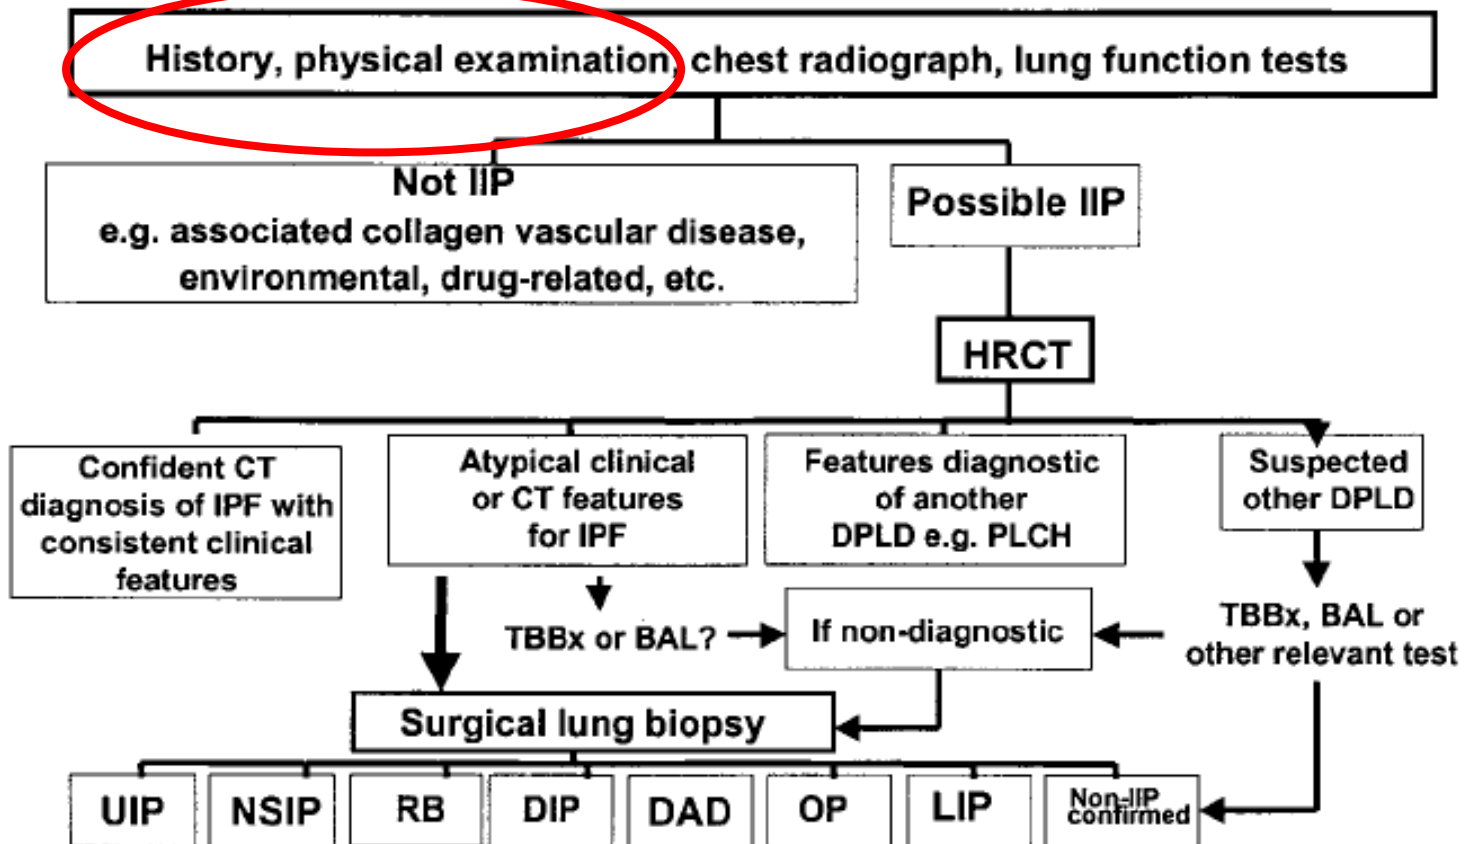 History, physical examination, chest radiograph, lung function tests
Not IIP
e.g. associated collagen vascular disease,
environmental, drug-related, etc.
Possible IIP
HRCT
Confident CT
diagnosis of IPF with
consistent clinical
features
Atypical clinical
or CT features
for IPF
Features diagnostic
of another
DPLD e.g. PLCH
Suspected
other DPLD
TBBx or BAL?
If non-diagnostic
TBBx, BAL or
other relevant test
Surgical lung biopsy
UIP
NSIP
RB
DIP
DAD
OP
LIP
Non-IIP
confirmed